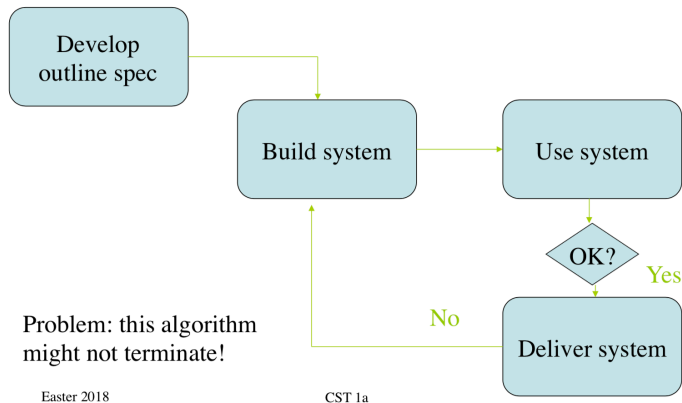 Develop
outline spec
Build system
Use system
OK?
Yes
No
Deliver system
Problem: this algorithm
might not terminate!
Easter 2018
CST 1a